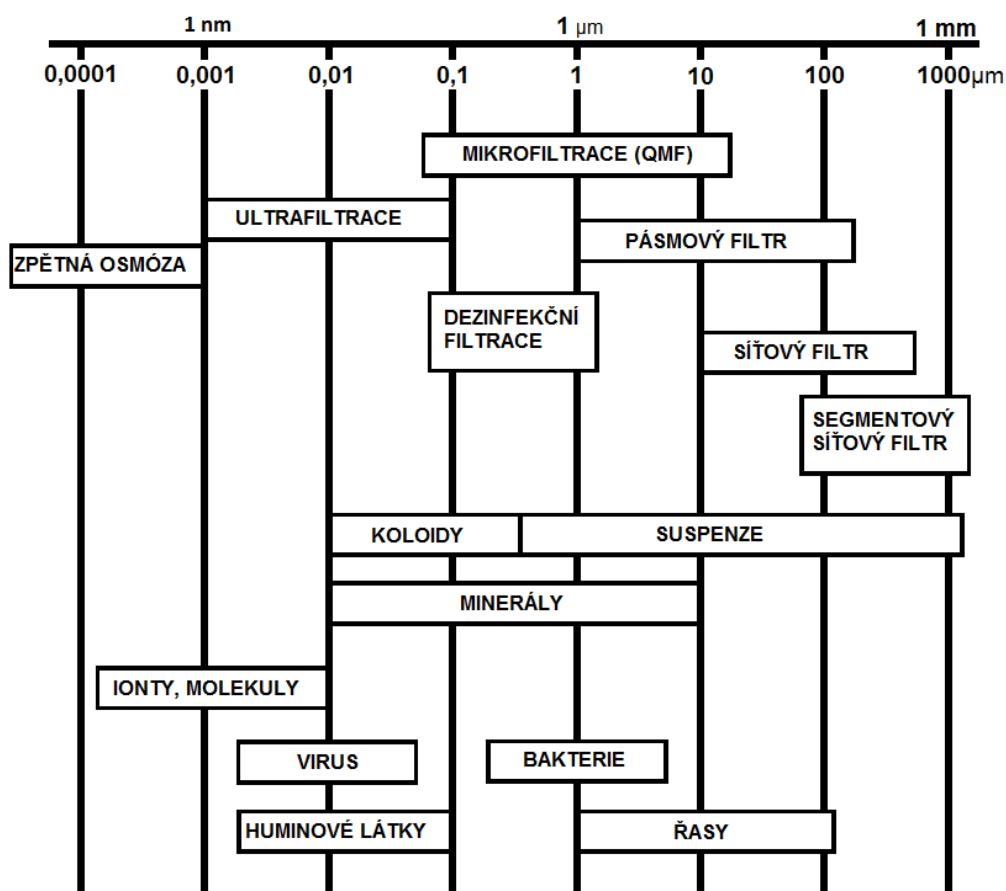 1 nm 1 µm 1 mm
0,0001 0,001 0,01 0,1 1 10 100 1000µm
MIKROFILTRACE (QMF)
ULTRAFILTRACE
PÁSMOVÝ FILTR
ZPĚTNÁ OSMÓZA
DEZINFEKČNÍ
FILTRACE
SÍŤOVÝ FILTR
SEGMENTOVÝ
SÍŤOVÝ FILTR
KOLOIDY SUSPENZE
MINERÁLY
IONTY, MOLEKULY
VIRUS BAKTERIE
HUMINOVÉ LÁTKY ŘASY